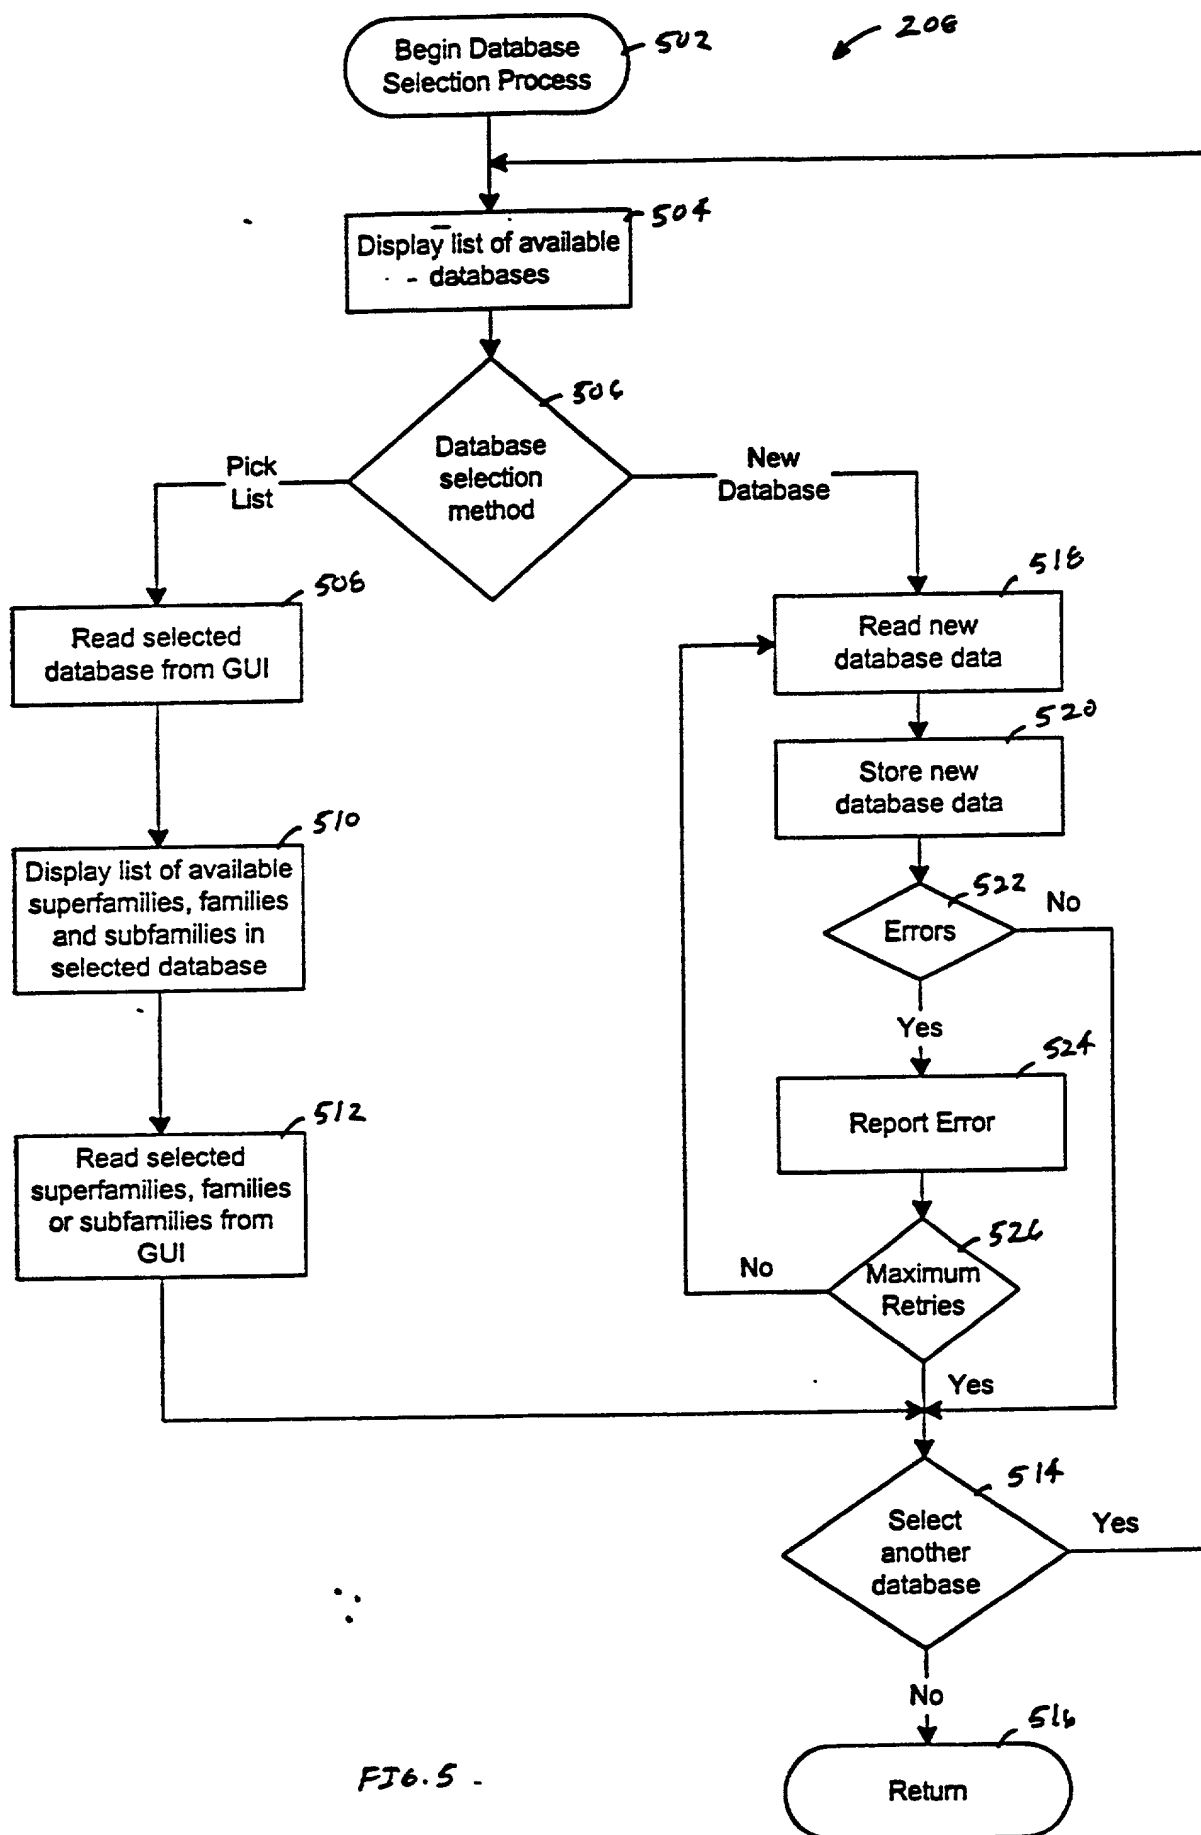 Begin Database
Selection Process
502
208
504
Display list of available
databases
506
Database
selection
method
Pick
List
New
Database
508
Read selected
database from GUI
518
Read new
database data
520
Store new
database data
510
Display list of available
superfamilies, families
and subfamilies in
selected database
522
Errors
No
Yes
524
Report Error
512
Read selected
superfamilies, families
or subfamilies from
GUI
526
Maximum
Retries
No
Yes
514
Select
another
database
Yes
No
516
Return
FIG.5